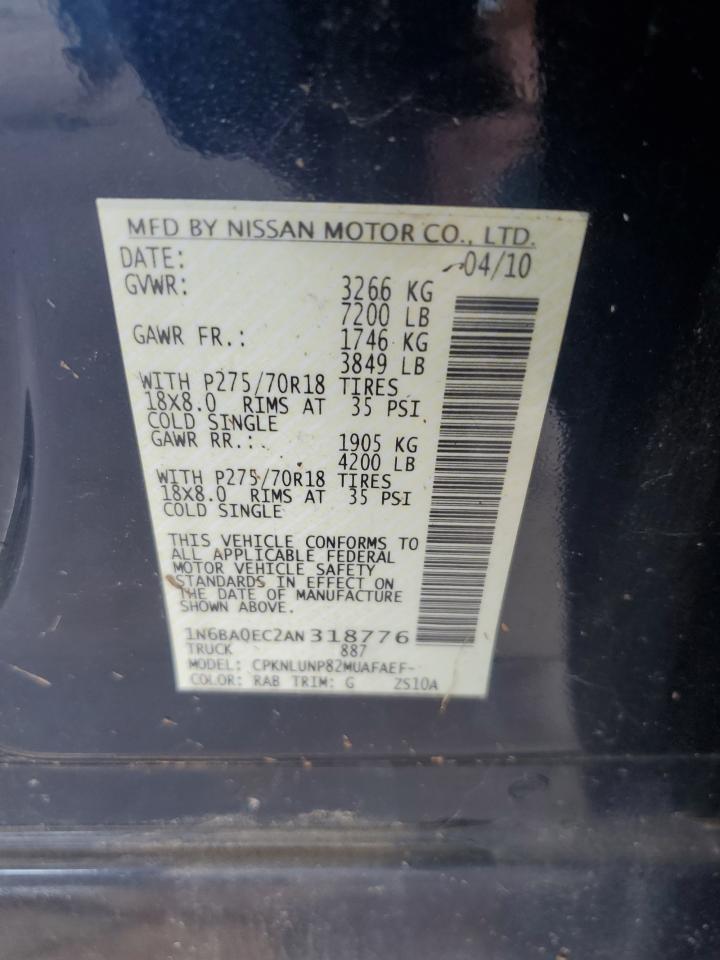 MFD BY NISSAN MOTOR CO., LTD.
DATE: 04/10
GVWR: 3266 KG
7200 LB
GAWR FR.: 1746 KG
3849 LB
WITH P275/70R18 TIRES
18X8.0 RIMS AT 35 PSI
COLD SINGLE
GAWR RR.: 1905 KG
4200 LB
WITH P275/70R18 TIRES
18X8.0 RIMS AT 35 PSI
COLD SINGLE
THIS VEHICLE CONFORMS TO
ALL APPLICABLE FEDERAL
MOTOR VEHICLE SAFETY
STANDARDS IN EFFECT ON
THE DATE OF MANUFACTURE
SHOWN ABOVE.
1N6BA0EC2AN318776
TRUCK 887
MODEL: CPKNLUNP82MUAFAEF-
COLOR: RAB TRIM: G ZS10A